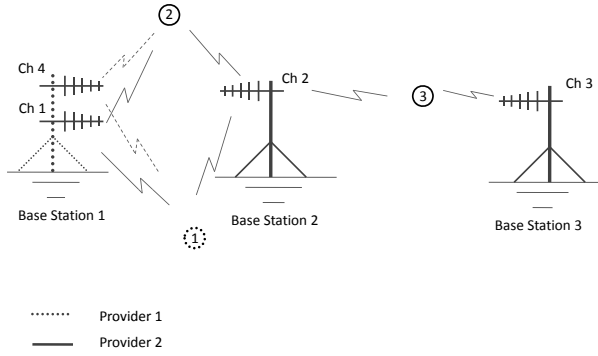 2
Ch 4
Ch 1
Ch 2
3
Ch 3
Base Station 1
Base Station 2
Base Station 3
1
Provider 1
Provider 2